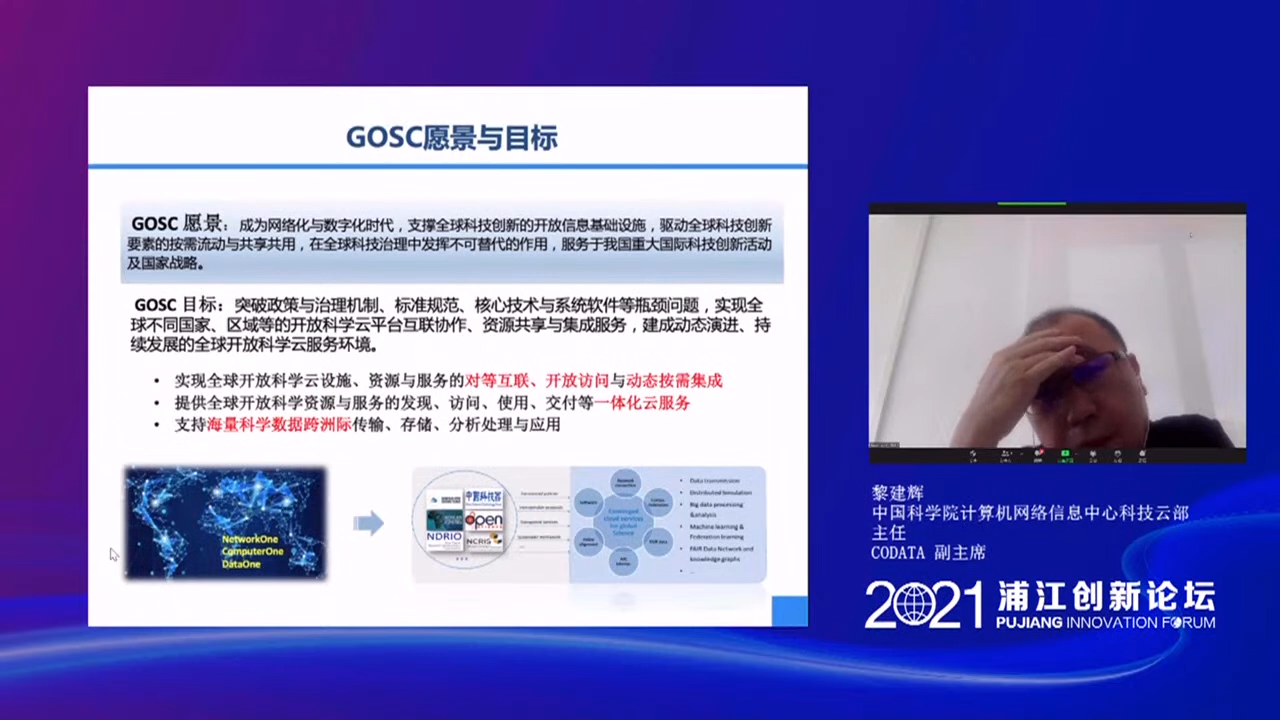 GOSC愿景与目标
GOSC 愿景：成为网络化与数字化时代，支撑全球科技创新的开放信息基础设施，驱动全球科技创新
要素的按需流动与共享共用，在全球科技治理中发挥不可替代的作用，服务于我国重大国际科技创新活动
及国家战略。
GOSC 目标：突破政策与治理机制、标准规范、核心技术与系统软件等瓶颈问题，实现全
球不同国家、区域等的开放科学云平台互联协作、资源共享与集成服务，建成动态演进、持
续发展的全球开放科学云服务环境。
• 实现全球开放科学云设施、资源与服务的对等互联、开放访问与动态按需集成
• 提供全球开放科学资源与服务的发现、访问、使用、交付等一体化云服务
• 支持海量科学数据跨洲际传输、存储、分析处理与应用
NetworkOne
ComputerOne
DataOne
中国科技云
open
NDRIO
NCRIS
Converged
cloud services
for global
Science
• Data transmission
• Distributed Simulation
• Big data processing
&analysis
• Machine learning &
Federation learning
• FAIR Data Network and
knowledge graphs
黎建辉
中国科学院计算机网络信息中心科技云部
主任
CODATA 副主席
2021 浦江创新论坛
PUJIANG INNOVATION FORUM